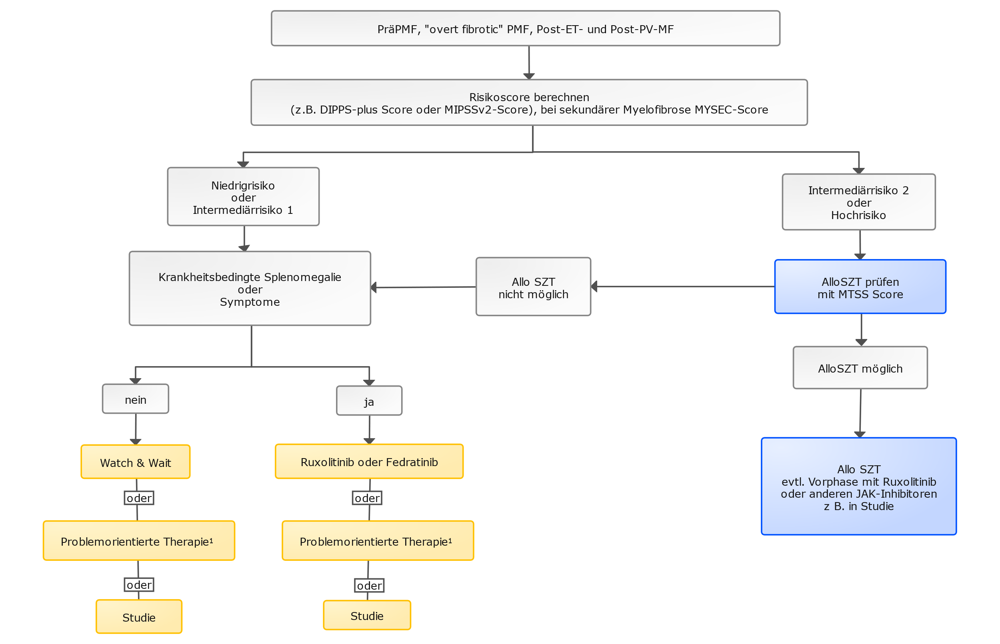 PräPMF, "overt fibrotic" PMF, Post-ET- und Post-PV-MF
Risikoscore berechnen
(z.B. DIPPS-plus Score oder MIPSSv2-Score), bei sekundärer Myelofibrose MYSEC-Score
Niedrigrisiko
oder
Intermediärrisiko 1
Intermediärrisiko 2
oder
Hochrisiko
Krankheitsbedingte Splenomegalie
oder
Symptome
Allo SZT
nicht möglich
AlloSZT prüfen
mit MTSS Score
AlloSZT möglich
nein
ja
Watch & Wait
Ruxolitinib oder Fedratinib
Allo SZT
evtl. Vorphase mit Ruxolitinib
oder anderen JAK-Inhibitoren
z B. in Studie
oder
oder
Problemorientierte Therapie¹
Problemorientierte Therapie¹
oder
oder
Studie
Studie